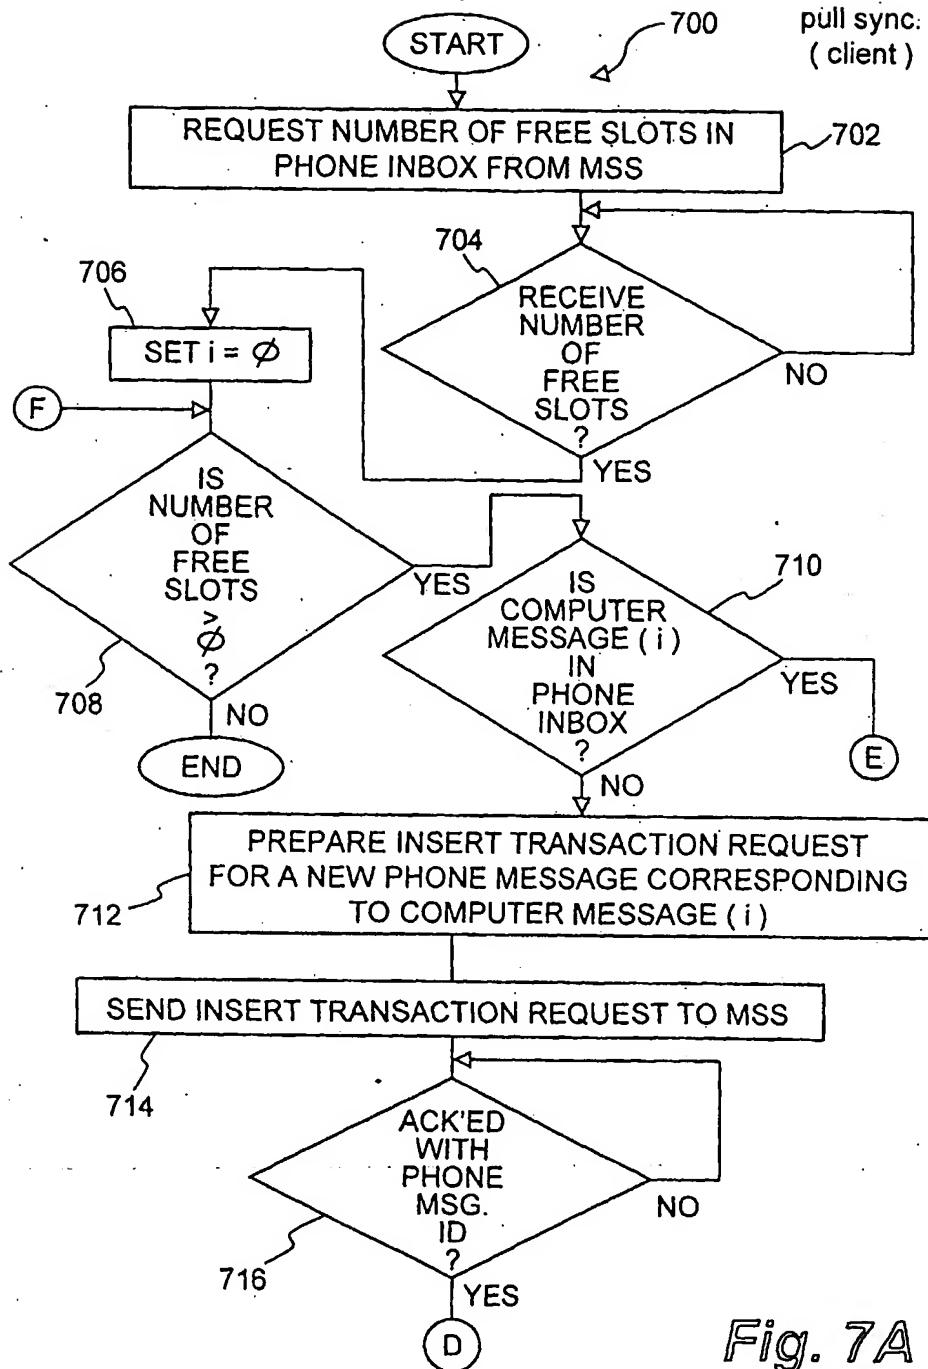 700
pull sync.
( client )
START
REQUEST NUMBER OF FREE SLOTS IN
PHONE INBOX FROM MSS
702
704
RECEIVE
NUMBER
OF
FREE
SLOTS
?
NO
YES
706
SET i = ∅
F
IS
NUMBER
OF
FREE
SLOTS
>
∅
?
YES
708
NO
END
710
IS
COMPUTER
MESSAGE ( i )
IN
PHONE
INBOX
?
YES
E
NO
PREPARE INSERT TRANSACTION REQUEST
FOR A NEW PHONE MESSAGE CORRESPONDING
TO COMPUTER MESSAGE ( i )
712
SEND INSERT TRANSACTION REQUEST TO MSS
714
ACK'ED
WITH
PHONE
MSG.
ID
?
NO
716
YES
D
Fig. 7A